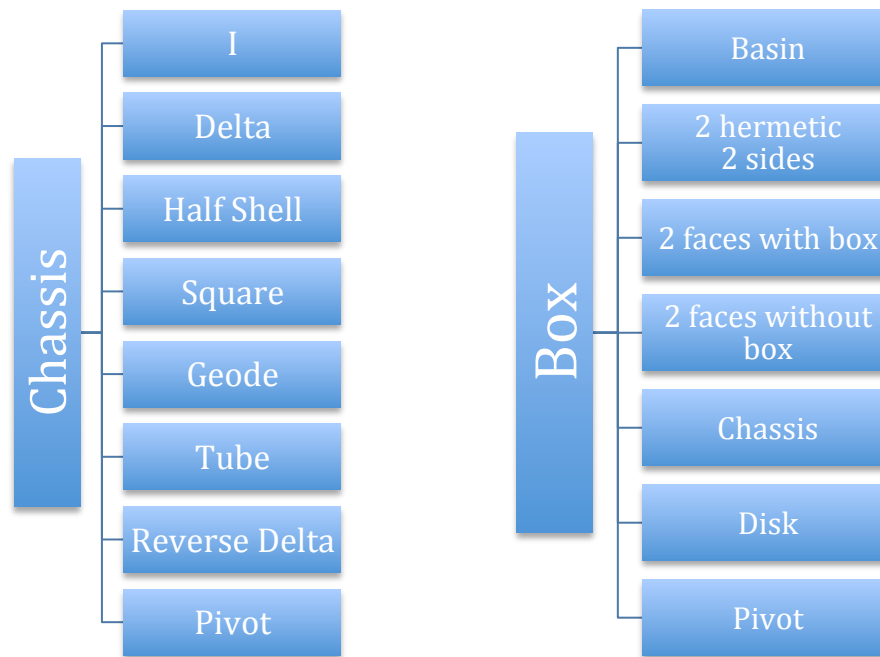 Chassis
I
Delta
Half Shell
Square
Geode
Tube
Reverse Delta
Pivot
Box
Basin
2 hermetic
2 sides
2 faces with box
2 faces without
box
Chassis
Disk
Pivot